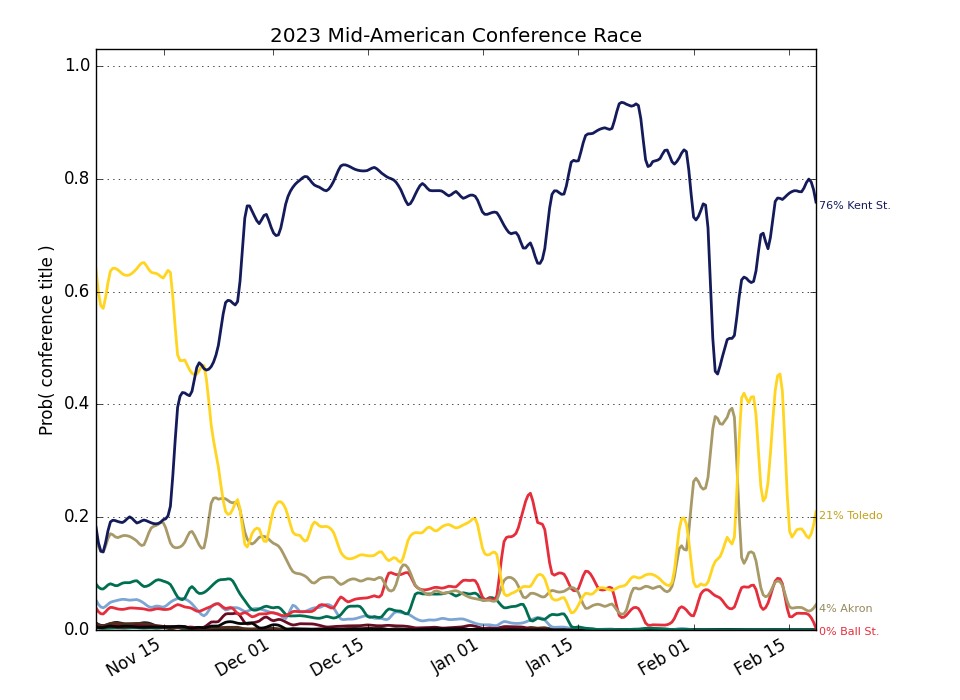 2023 Mid-American Conference Race
Prob( conference title )
1.0
0.8
0.6
0.4
0.2
0.0
76% Kent St.
21% Toledo
4% Akron
0% Ball St.
Nov 15
Dec 01
Dec 15
Jan 01
Jan 15
Feb 01
Feb 15